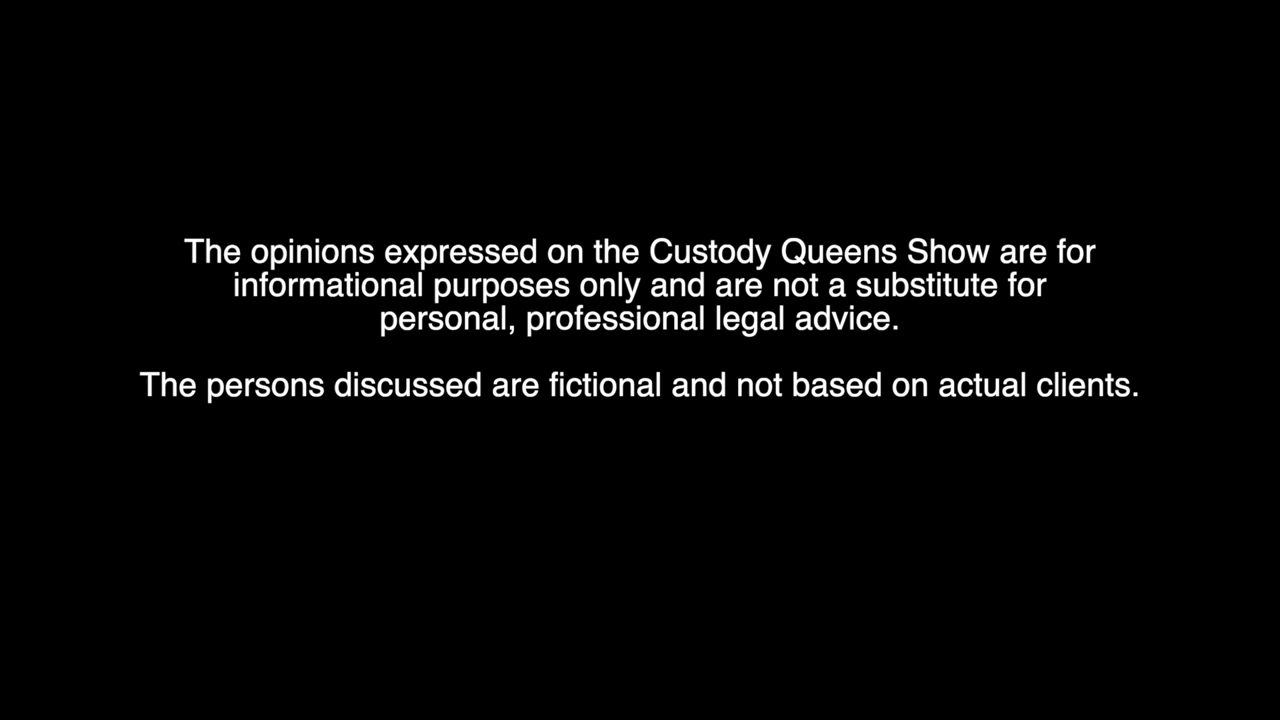 The opinions expressed on the Custody Queens Show are for
informational purposes only and are not a substitute for
personal, professional legal advice.
The persons discussed are fictional and not based on actual clients.